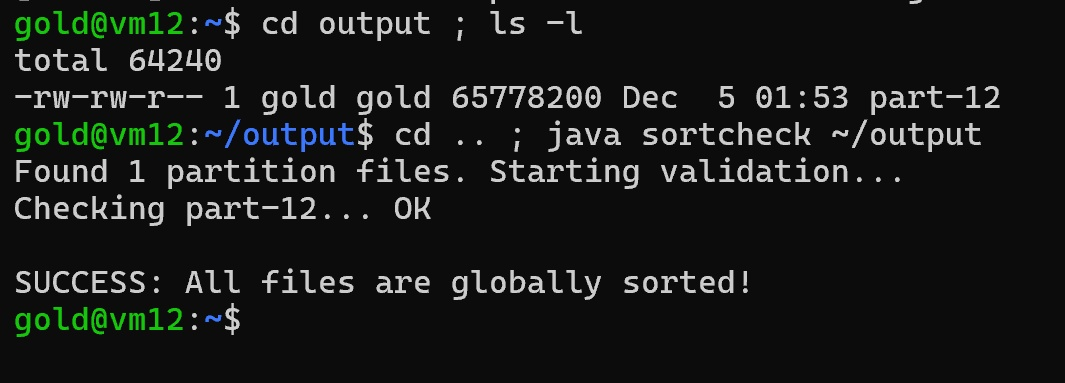 gold@vm12:~$ cd output ; ls -l
total 64240
-rw-rw-r-- 1 gold gold 65778200 Dec  5 01:53 part-12
gold@vm12:~/output$ cd .. ; java sortcheck ~/output
Found 1 partition files. Starting validation...
Checking part-12... OK

SUCCESS: All files are globally sorted!
gold@vm12:~$